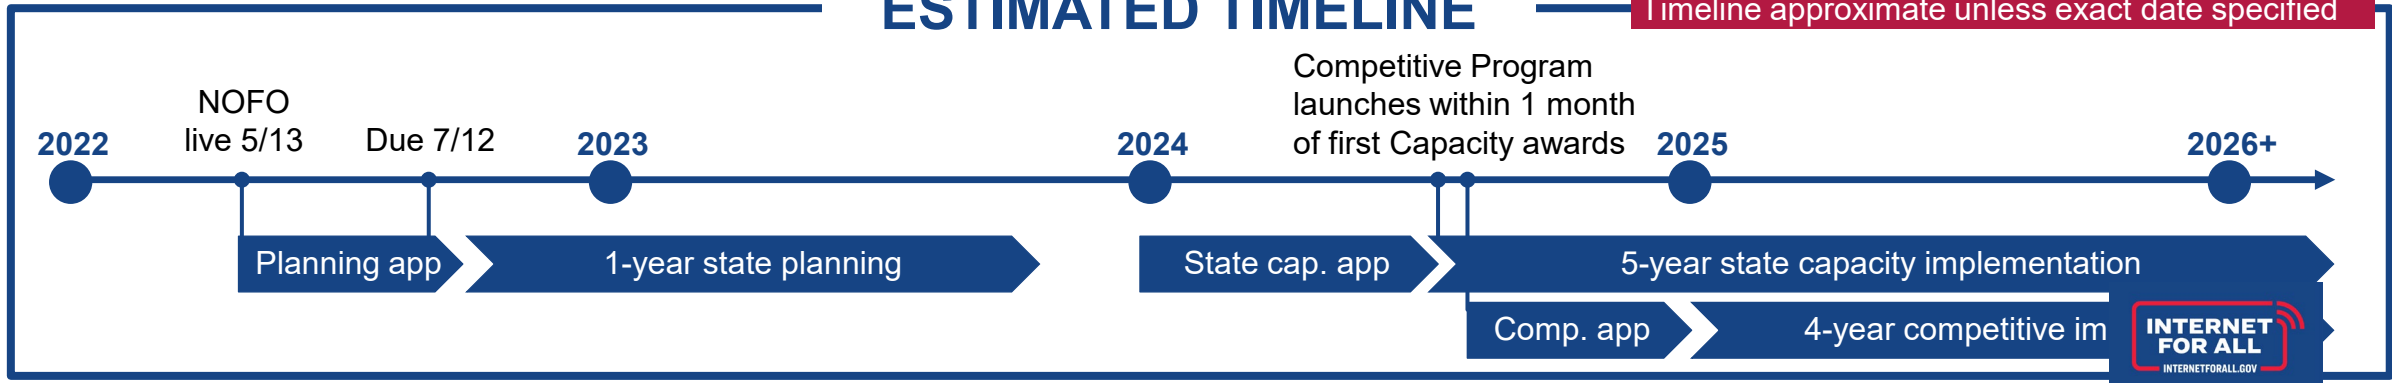 ESTIMATED TIMELINE
Timeline approximate unless exact date specified
Competitive Program
launches within 1 month
of first Capacity awards
NOFO
live 5/13
Due 7/12
2022
2023
2024
2025
2026+
Planning app
1-year state planning
State cap. app
5-year state capacity implementation
Comp. app
4-year competitive im
INTERNET
FOR ALL
INTERNETFORALL.GOV